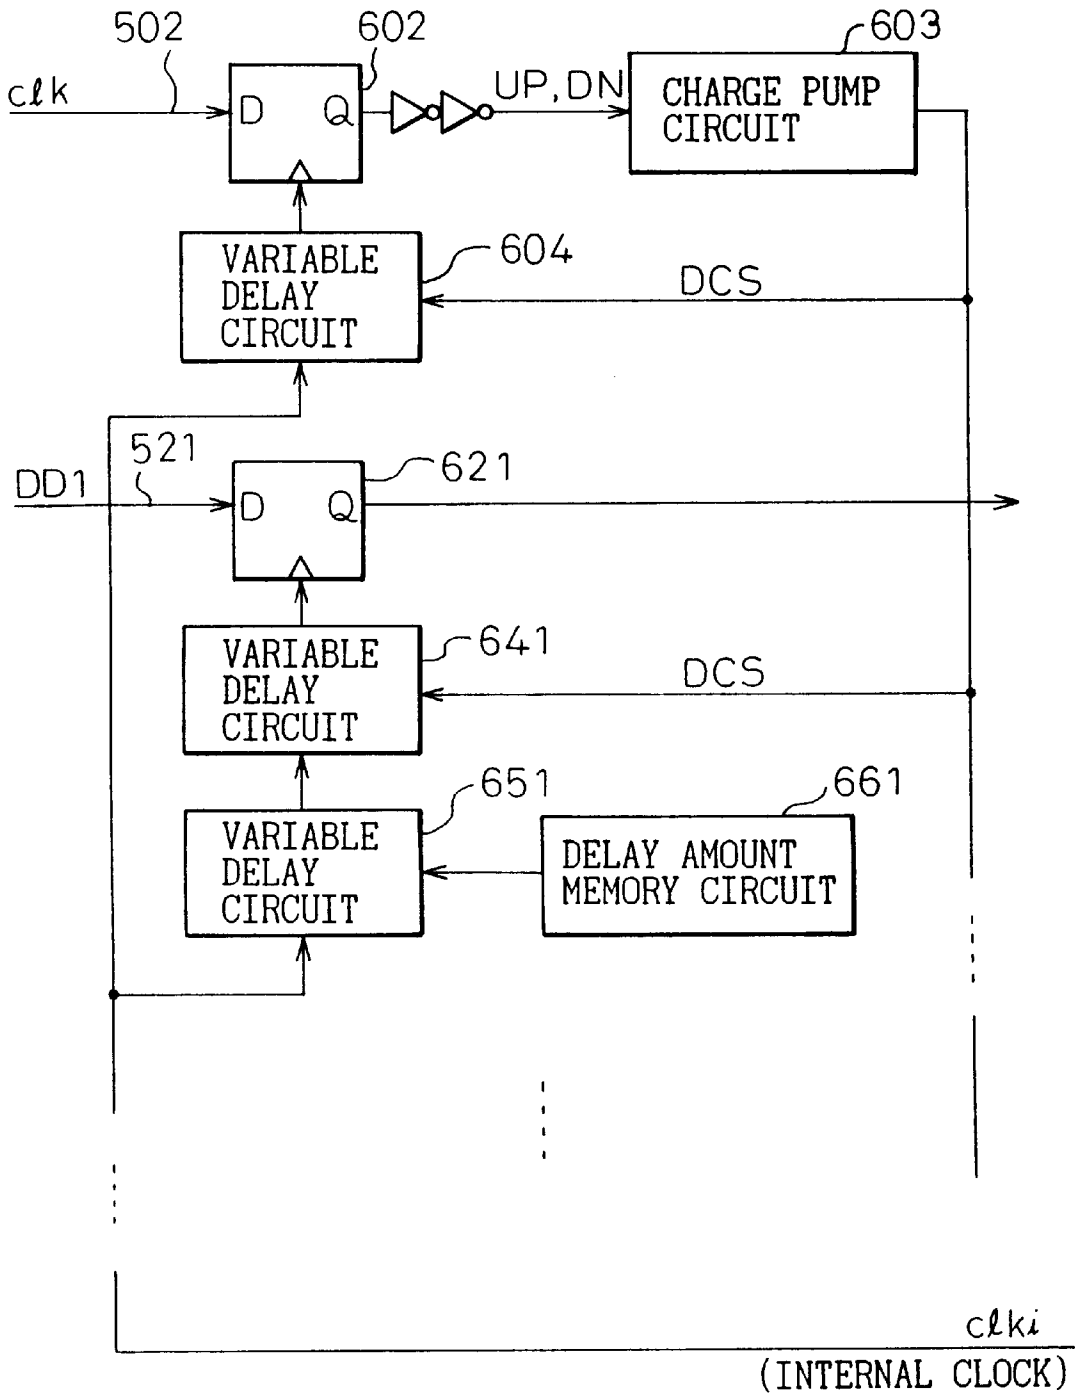 502
602
603
clk
D Q
UP, DN
CHARGE PUMP
CIRCUIT
VARIABLE
DELAY
CIRCUIT
604
DCS
521
621
DD1
D Q
VARIABLE
DELAY
CIRCUIT
641
DCS
651
661
VARIABLE
DELAY
CIRCUIT
DELAY AMOUNT
MEMORY CIRCUIT
clki
(INTERNAL CLOCK)